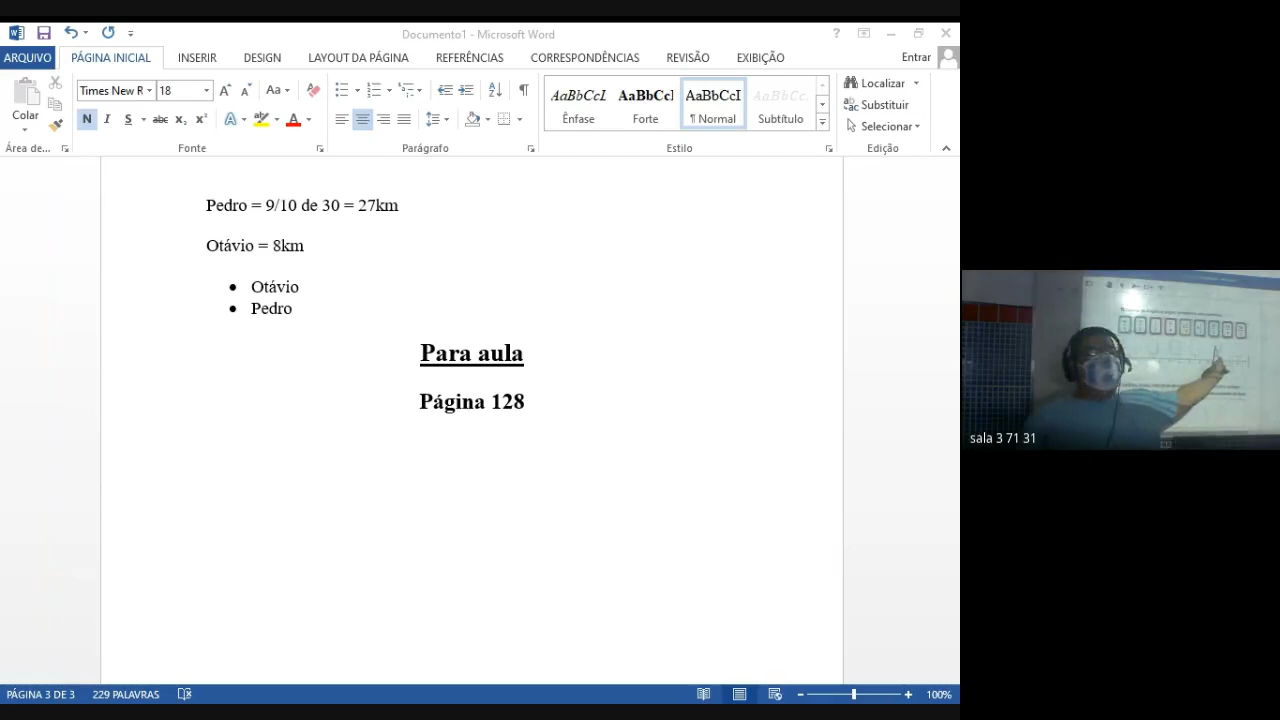 Documento1 - Microsoft Word
ARQUIVO PÁGINA INICIAL INSERIR DESIGN LAYOUT DA PÁGINA REFERÊNCIAS CORRESPONDÊNCIAS REVISÃO EXIBIÇÃO Entrar
Colar
Times New R 18
AaBbCcI AaBbCcI AaBbCcI AaBbCc.
Ênfase Forte ¶ Normal Subtítulo
Localizar
Substituir
Selecionar
Área de... Fonte Parágrafo Estilo Edição
Pedro = 9/10 de 30 = 27km
Otávio = 8km
• Otávio
• Pedro
Para aula
Página 128
sala 3 71 31
PÁGINA 3 DE 3 229 PALAVRAS 100%